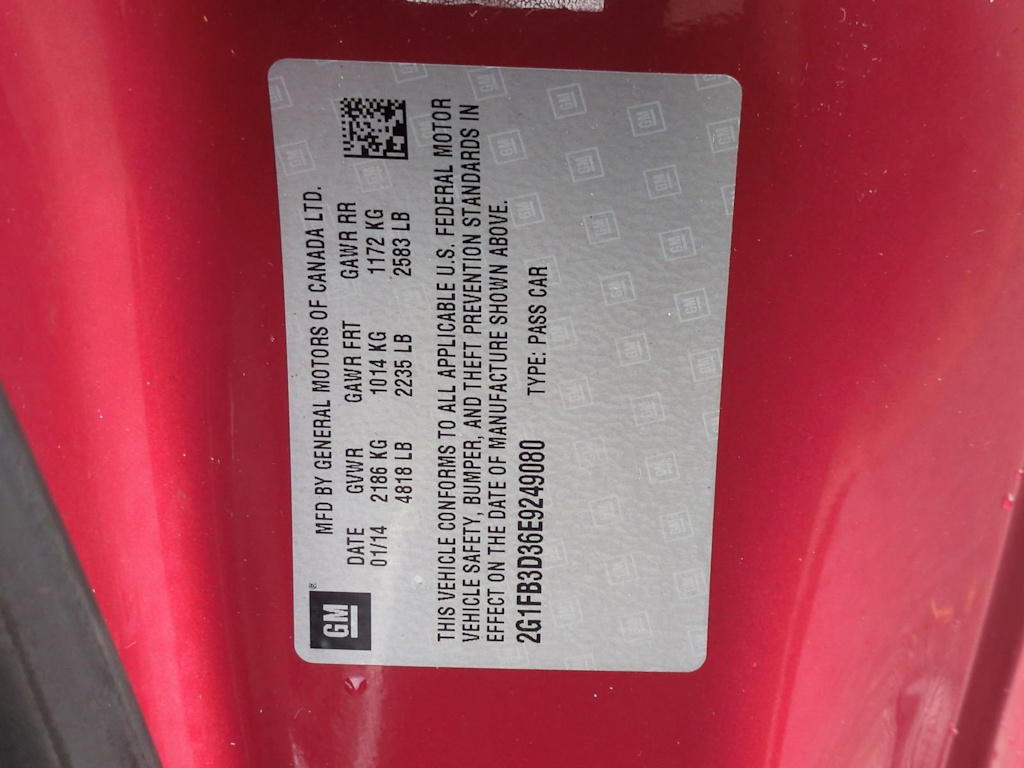 GM®
MFD BY GENERAL MOTORS OF CANADA LTD.
DATE GVWR GAWR FRT GAWR RR
01/14 2186 KG 1014 KG 1172 KG
4818 LB 2235 LB 2583 LB
THIS VEHICLE CONFORMS TO ALL APPLICABLE U.S. FEDERAL MOTOR
VEHICLE SAFETY, BUMPER, AND THEFT PREVENTION STANDARDS IN
EFFECT ON THE DATE OF MANUFACTURE SHOWN ABOVE.
2G1FB3D36E9249080 TYPE: PASS CAR